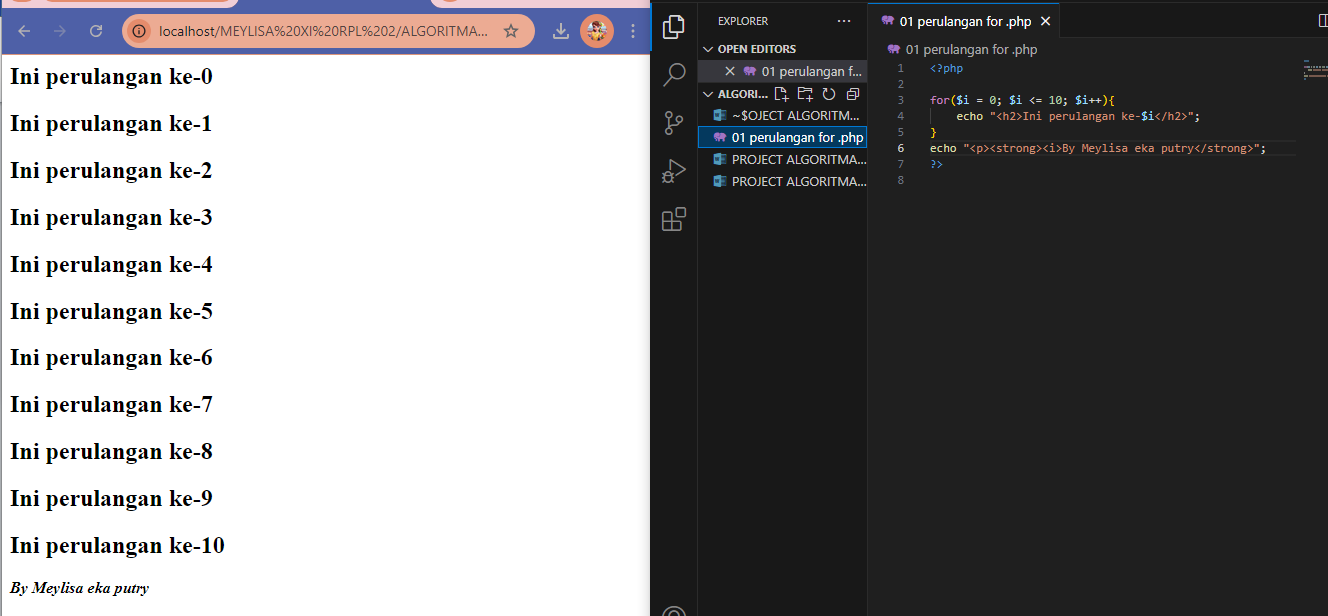 localhost/MEYLISA%20XI%20RPL%202/ALGORITMA...
Ini perulangan ke-0
Ini perulangan ke-1
Ini perulangan ke-2
Ini perulangan ke-3
Ini perulangan ke-4
Ini perulangan ke-5
Ini perulangan ke-6
Ini perulangan ke-7
Ini perulangan ke-8
Ini perulangan ke-9
Ini perulangan ke-10
By Meylisa eka putry
EXPLORER
OPEN EDITORS
01 perulangan f...
ALGORI...
~$OJECT ALGORITM...
01 perulangan for .php
PROJECT ALGORITMA...
PROJECT ALGORITMA...
01 perulangan for .php
01 perulangan for .php
1 <?php
2
3 for($i = 0; $i <= 10; $i++){
4 echo "<h2>Ini perulangan ke-$i</h2>";
5 }
6 echo "<p><strong><i>By Meylisa eka putry</strong>";
7 ?>
8